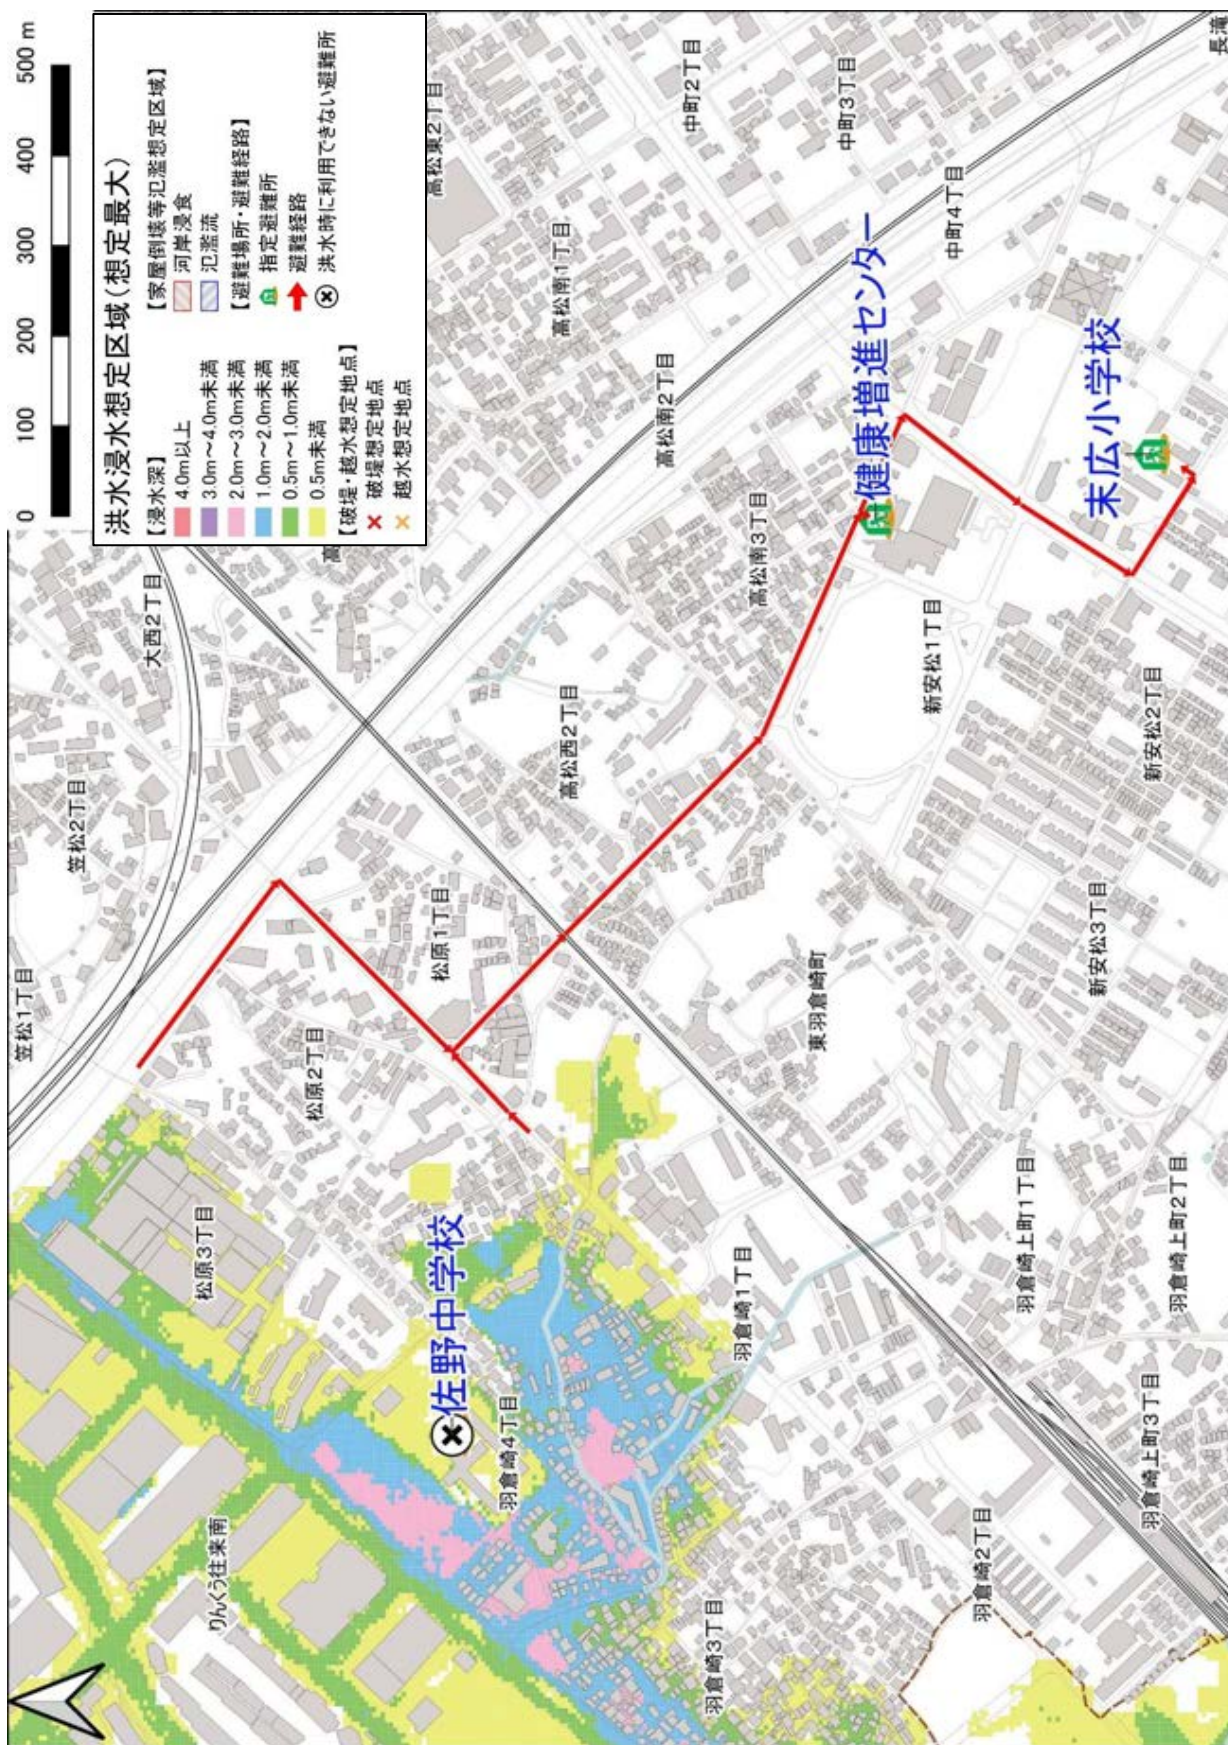 0 100 200 300 400 500 m
洪水浸水想定区域(想定最大)
【浸水深】
4.0m以上
3.0m~4.0m未満
2.0m~3.0m未満
1.0m~2.0m未満
0.5m~1.0m未満
0.5m未満
【破堤・越水想定地点】
破堤想定地点
越水想定地点
【家屋倒壊等氾濫想定区域】
河岸浸食
氾濫流
【避難場所・避難経路】
指定避難所
避難経路
洪水時に利用できない避難所
笠松1丁目
笠松2丁目
大西2丁目
高
高松東2丁目
中町2丁目
中町3丁目
長滝
中町4丁目
高松南1丁目
高松南2丁目
高松南3丁目
高松西2丁目
松原1丁目
松原2丁目
松原3丁目
りんくう往来南
佐野中学校
羽倉崎4丁目
羽倉崎1丁目
羽倉崎3丁目
羽倉崎2丁目
東羽倉崎町
健康増進センター
末広小学校
新安松1丁目
新安松2丁目
新安松3丁目
羽倉崎上町1丁目
羽倉崎上町2丁目
羽倉崎上町3丁目